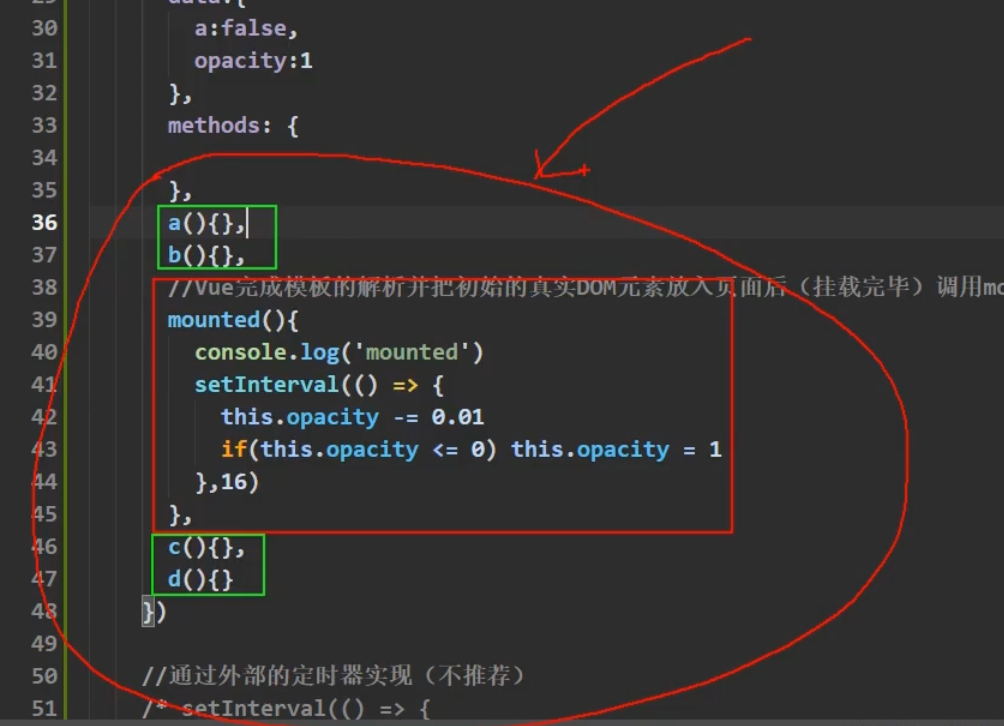 29 data:{
30 a:false,
31 opacity:1
32 },
33 methods: {
34
35 },
36 a(){},
37 b(){},
38 //Vue完成模板的解析并把初始的真实DOM元素放入页面后（挂载完毕）调用mo
39 mounted(){
40 console.log('mounted')
41 setInterval(() => {
42 this.opacity -= 0.01
43 if(this.opacity <= 0) this.opacity = 1
44 },16)
45 },
46 c(){},
47 d(){}
48 })
49
50 //通过外部的定时器实现（不推荐）
51 /* setInterval(() => {